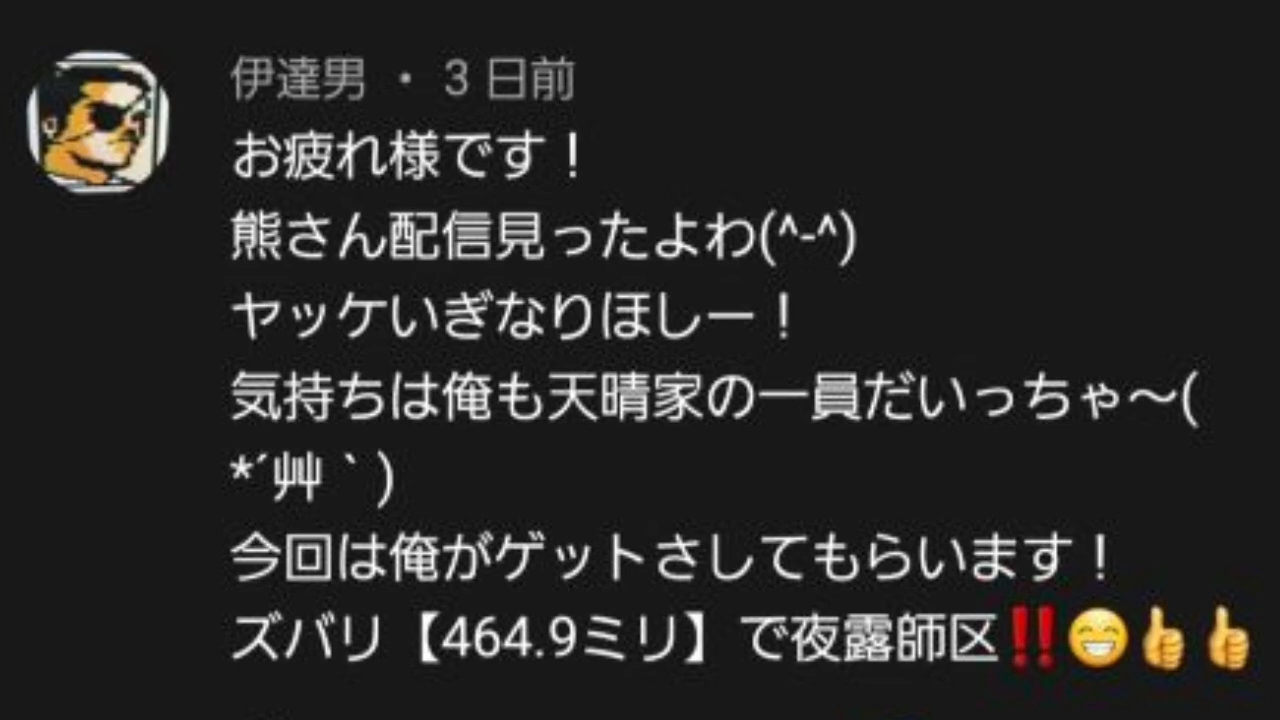 伊達男 ・ 3 日前
お疲れ様です！
熊さん配信見ったよわ(^-^)
ヤッケいぎなりほしー！
気持ちは俺も天晴家の一員だいっちゃ〜(
*´艸｀)
今回は俺がゲットさしてもらいます！
ズバリ【464.9ミリ】で夜露師区‼️😁👍👍